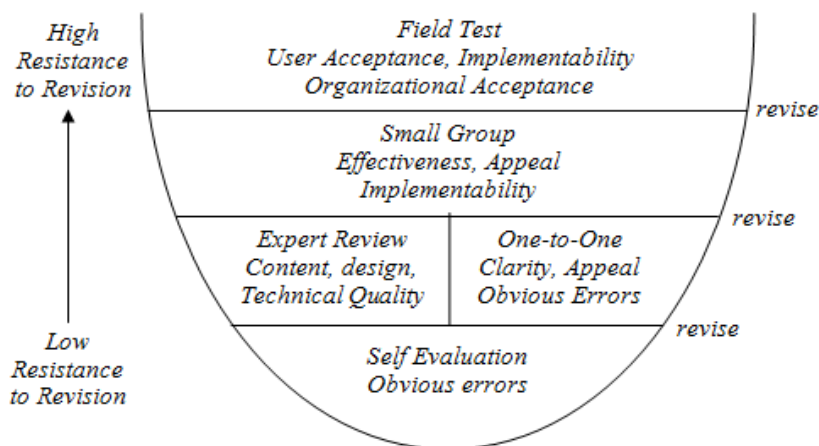 High
Resistance
to Revision
Field Test
User Acceptance, Implementability
Organizational Acceptance
revise
Small Group
Effectiveness, Appeal
Implementability
revise
Expert Review
Content, design,
Technical Quality
One-to-One
Clarity, Appeal
Obvious Errors
revise
Low
Resistance
to Revision
Self Evaluation
Obvious errors